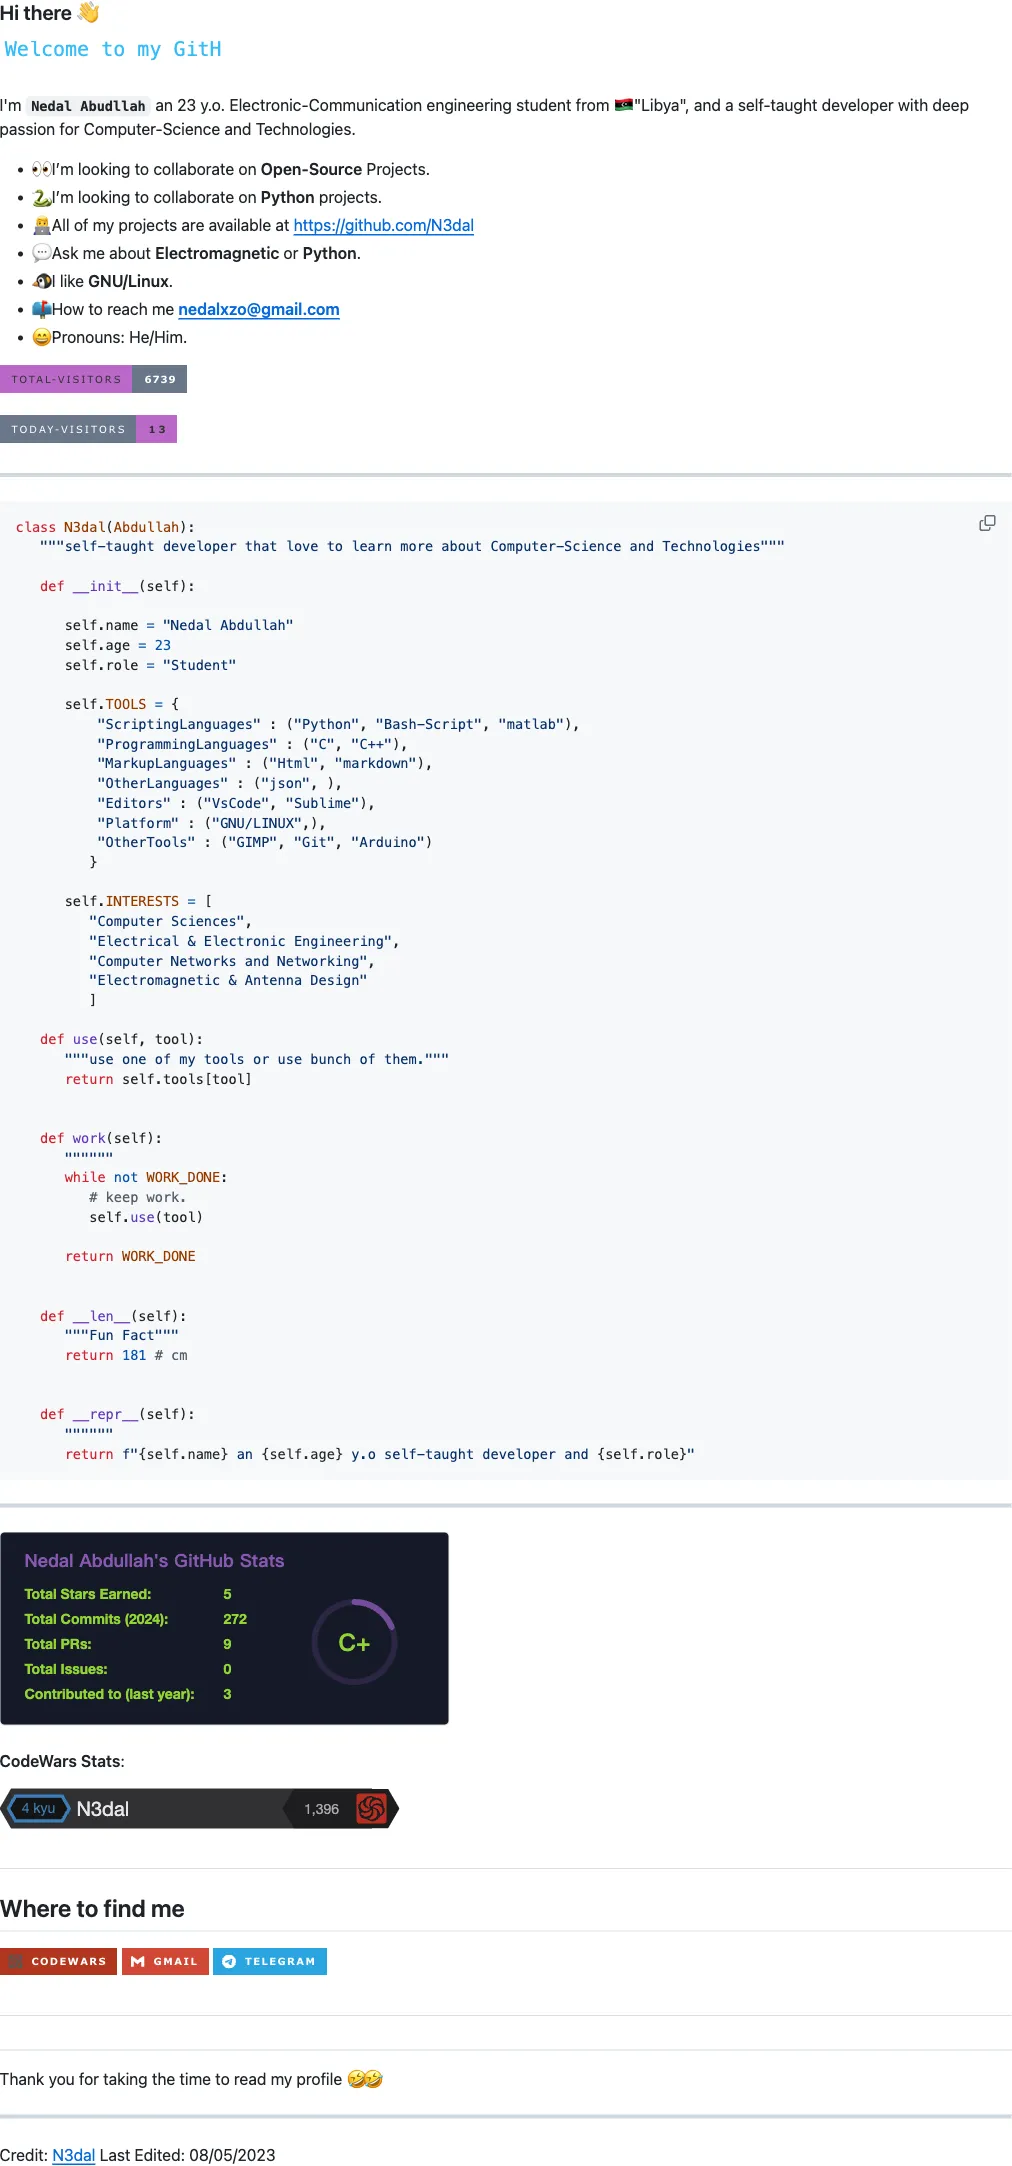 Hi there 👋
Welcome to my GitH
I'm Nedal Abudllah an 23 y.o. Electronic-Communication engineering student from 🇱🇾"Libya", and a self-taught developer with deep
passion for Computer-Science and Technologies.
• 👀I'm looking to collaborate on Open-Source Projects.
• 🐍I'm looking to collaborate on Python projects.
• 👨‍💻All of my projects are available at https://github.com/N3dal
• 💬Ask me about Electromagnetic or Python.
• 🐧I like GNU/Linux.
• 📫How to reach me nedalxzo@gmail.com
• 😄Pronouns: He/Him.
TOTAL-VISITORS 6739
TODAY-VISITORS 13
class N3dal(Abdullah):
"""self-taught developer that love to learn more about Computer-Science and Technologies"""
def __init__(self):
self.name = "Nedal Abdullah"
self.age = 23
self.role = "Student"
self.TOOLS = {
"ScriptingLanguages" : ("Python", "Bash-Script", "matlab"),
"ProgrammingLanguages" : ("C", "C++"),
"MarkupLanguages" : ("Html", "markdown"),
"OtherLanguages" : ("json", ),
"Editors" : ("VsCode", "Sublime"),
"Platform" : ("GNU/LINUX",),
"OtherTools" : ("GIMP", "Git", "Arduino")
}
self.INTERESTS = [
"Computer Sciences",
"Electrical & Electronic Engineering",
"Computer Networks and Networking",
"Electromagnetic & Antenna Design"
]
def use(self, tool):
"""use one of my tools or use bunch of them."""
return self.tools[tool]
def work(self):
""""""
while not WORK_DONE:
# keep work.
self.use(tool)
return WORK_DONE
def __len__(self):
"""Fun Fact"""
return 181 # cm
def __repr__(self):
""""""
return f"{self.name} an {self.age} y.o self-taught developer and {self.role}"
Nedal Abdullah's GitHub Stats
Total Stars Earned: 5
Total Commits (2024): 272
Total PRs: 9
Total Issues: 0
Contributed to (last year): 3
C+
CodeWars Stats:
4 kyu N3dal 1,396
Where to find me
CODEWARS GMAIL TELEGRAM
Thank you for taking the time to read my profile 🤣🤣
Credit: N3dal Last Edited: 08/05/2023